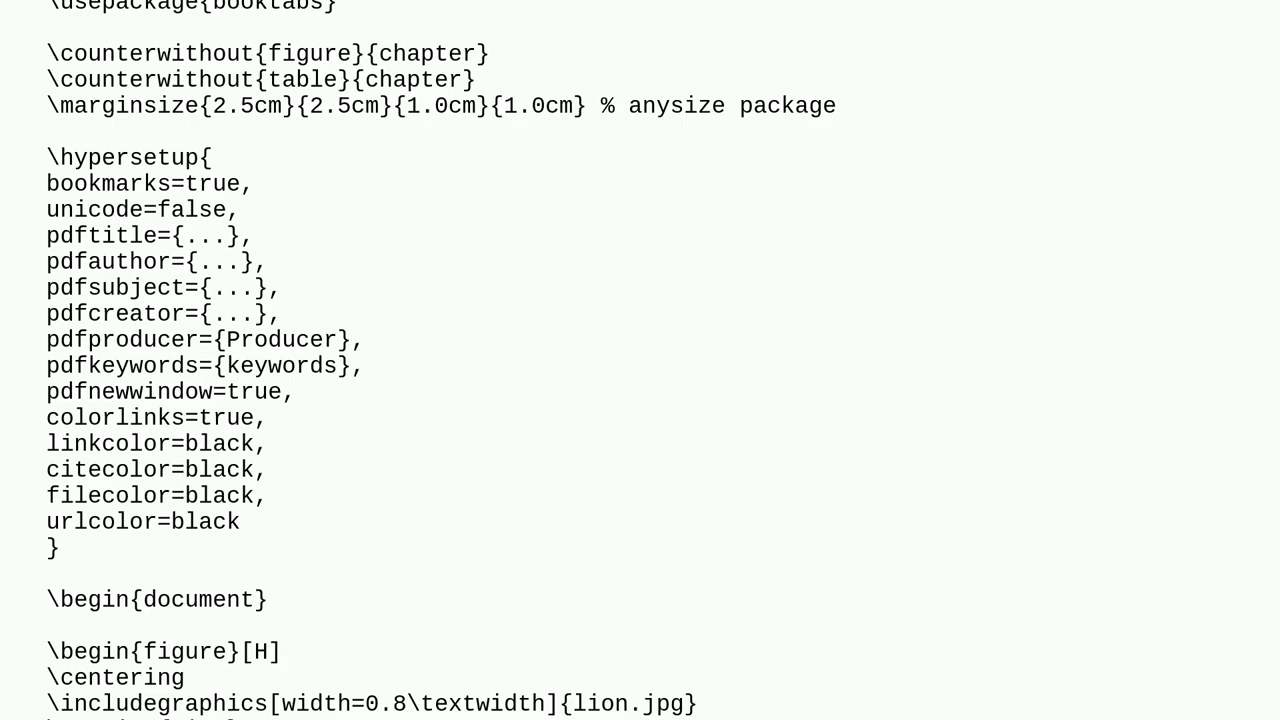 \usepackage{booktabs}
\counterwithout{figure}{chapter}
\counterwithout{table}{chapter}
\marginsize{2.5cm}{2.5cm}{1.0cm}{1.0cm} % anysize package
\hypersetup{
bookmarks=true,
unicode=false,
pdftitle={...},
pdfauthor={...},
pdfsubject={...},
pdfcreator={...},
pdfproducer={Producer},
pdfkeywords={keywords},
pdfnewwindow=true,
colorlinks=true,
linkcolor=black,
citecolor=black,
filecolor=black,
urlcolor=black
}
\begin{document}
\begin{figure}[H]
\centering
\includegraphics[width=0.8\textwidth]{lion.jpg}